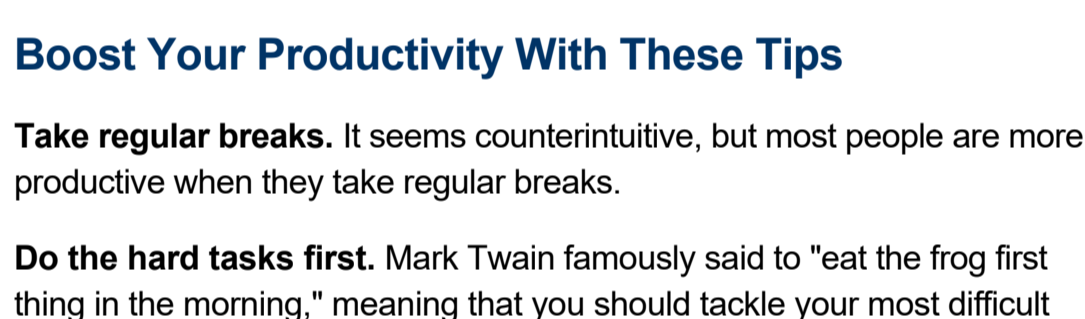 Boost Your Productivity With These Tips
Take regular breaks. It seems counterintuitive, but most people are more
productive when they take regular breaks.
Do the hard tasks first. Mark Twain famously said to "eat the frog first
thing in the morning," meaning that you should tackle your most difficult